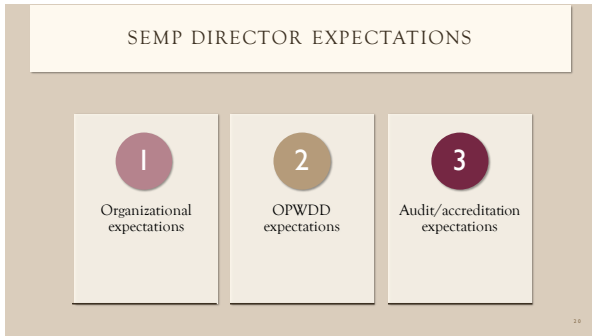 SEMP DIRECTOR EXPECTATIONS
1
Organizational
expectations
2
OPWDD
expectations
3
Audit/accreditation
expectations